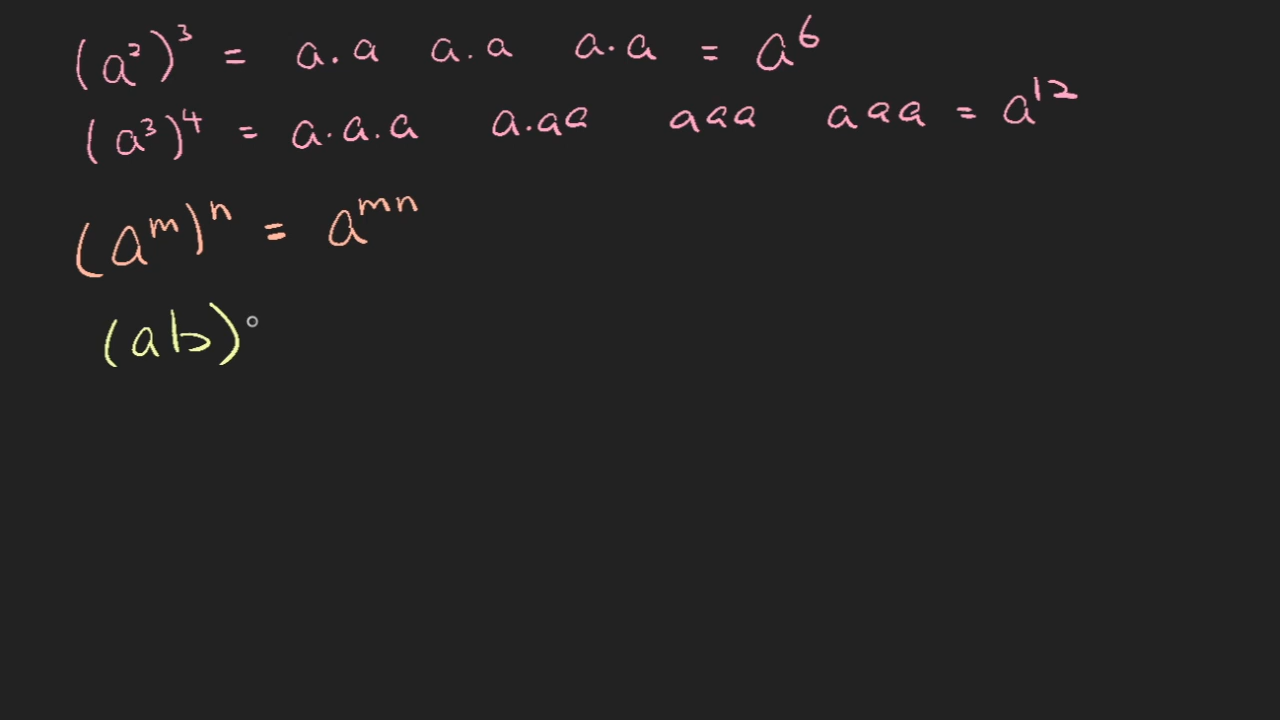 (a²)³ = a.a a.a a.a = a⁶
(a³)⁴ = a.a.a a.aa aaa aaa = a¹²
(aᵐ)ⁿ = aᵐⁿ
(ab)